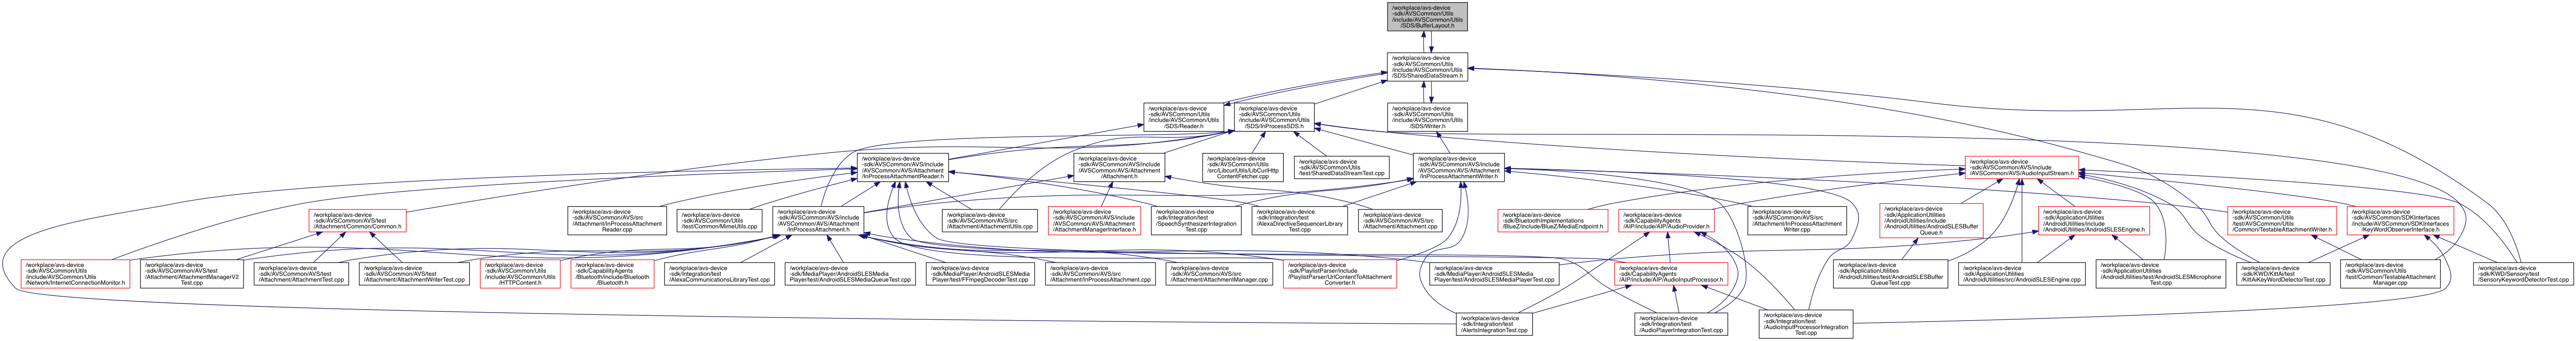 /workplace/avs-device
-sdk/AVSCommon/Utils
/include/AVSCommon/Utils
/SDS/BufferLayout.h
/workplace/avs-device
-sdk/AVSCommon/Utils
/include/AVSCommon/Utils
/SDS/SharedDataStream.h
/workplace/avs-device
-sdk/AVSCommon/Utils
/include/AVSCommon/Utils
/SDS/Reader.h
/workplace/avs-device
-sdk/AVSCommon/Utils
/include/AVSCommon/Utils
/SDS/InProcessSDS.h
/workplace/avs-device
-sdk/AVSCommon/Utils
/include/AVSCommon/Utils
/SDS/Writer.h
/workplace/avs-device
-sdk/AVSCommon/AVS/include
/AVSCommon/AVS/Attachment
/InProcessAttachmentReader.h
/workplace/avs-device
-sdk/AVSCommon/AVS/include
/AVSCommon/AVS/Attachment
/Attachment.h
/workplace/avs-device
-sdk/AVSCommon/Utils
/src/LibcurlUtils/LibCurlHttp
ContentFetcher.cpp
/workplace/avs-device
-sdk/AVSCommon/Utils
/test/SharedDataStreamTest.cpp
/workplace/avs-device
-sdk/AVSCommon/AVS/include
/AVSCommon/AVS/Attachment
/InProcessAttachmentWriter.h
/workplace/avs-device
-sdk/AVSCommon/AVS/include
/AVSCommon/AVS/AudioInputStream.h
/workplace/avs-device
-sdk/AVSCommon/AVS/test
/Attachment/Common/Common.h
/workplace/avs-device
-sdk/AVSCommon/AVS/src
/Attachment/InProcessAttachment
Reader.cpp
/workplace/avs-device
-sdk/AVSCommon/Utils
/test/Common/MimeUtils.cpp
/workplace/avs-device
-sdk/AVSCommon/AVS/include
/AVSCommon/AVS/Attachment
/InProcessAttachment.h
/workplace/avs-device
-sdk/AVSCommon/AVS/src
/Attachment/AttachmentUtils.cpp
/workplace/avs-device
-sdk/AVSCommon/AVS/include
/AVSCommon/AVS/Attachment
/AttachmentManagerInterface.h
/workplace/avs-device
-sdk/Integration/test
/SpeechSynthesizerIntegration
Test.cpp
/workplace/avs-device
-sdk/Integration/test
/AlexaDirectiveSequencerLibrary
Test.cpp
/workplace/avs-device
-sdk/AVSCommon/AVS/src
/Attachment/Attachment.cpp
/workplace/avs-device
-sdk/BluetoothImplementations
/BlueZ/include/BlueZ/MediaEndpoint.h
/workplace/avs-device
-sdk/CapabilityAgents
/AIP/include/AIP/AudioProvider.h
/workplace/avs-device
-sdk/AVSCommon/AVS/src
/Attachment/InProcessAttachment
Writer.cpp
/workplace/avs-device
-sdk/ApplicationUtilities
/AndroidUtilities/include
/AndroidUtilities/AndroidSLESBuffer
Queue.h
/workplace/avs-device
-sdk/ApplicationUtilities
/AndroidUtilities/include
/AndroidUtilities/AndroidSLESEngine.h
/workplace/avs-device
-sdk/AVSCommon/Utils
/test/AVSCommon/Utils
/Common/TestableAttachmentWriter.h
/workplace/avs-device
-sdk/AVSCommon/SDKInterfaces
/include/AVSCommon/SDKInterfaces
/KeyWordObserverInterface.h
/workplace/avs-device
-sdk/AVSCommon/Utils
/include/AVSCommon/Utils
/Network/InternetConnectionMonitor.h
/workplace/avs-device
-sdk/AVSCommon/AVS/test
/Attachment/AttachmentManagerV2
Test.cpp
/workplace/avs-device
-sdk/AVSCommon/AVS/test
/Attachment/AttachmentTest.cpp
/workplace/avs-device
-sdk/AVSCommon/AVS/test
/Attachment/AttachmentWriterTest.cpp
/workplace/avs-device
-sdk/AVSCommon/Utils
/include/AVSCommon/Utils
/HTTPContent.h
/workplace/avs-device
-sdk/CapabilityAgents
/Bluetooth/include/Bluetooth
/Bluetooth.h
/workplace/avs-device
-sdk/Integration/test
/AlexaCommunicationsLibraryTest.cpp
/workplace/avs-device
-sdk/MediaPlayer/AndroidSLESMedia
Player/test/AndroidSLESMediaQueueTest.cpp
/workplace/avs-device
-sdk/MediaPlayer/AndroidSLESMedia
Player/test/FFmpegDecoderTest.cpp
/workplace/avs-device
-sdk/AVSCommon/AVS/src
/Attachment/InProcessAttachment.cpp
/workplace/avs-device
-sdk/AVSCommon/AVS/src
/Attachment/AttachmentManager.cpp
/workplace/avs-device
-sdk/PlaylistParser/include
/PlaylistParser/UrlContentToAttachment
Converter.h
/workplace/avs-device
-sdk/MediaPlayer/AndroidSLESMedia
Player/test/AndroidSLESMediaPlayerTest.cpp
/workplace/avs-device
-sdk/CapabilityAgents
/AIP/include/AIP/AudioInputProcessor.h
/workplace/avs-device
-sdk/ApplicationUtilities
/AndroidUtilities/test/AndroidSLESBuffer
QueueTest.cpp
/workplace/avs-device
-sdk/ApplicationUtilities
/AndroidUtilities/src/AndroidSLESEngine.cpp
/workplace/avs-device
-sdk/ApplicationUtilities
/AndroidUtilities/test/AndroidSLESMicrophone
Test.cpp
/workplace/avs-device
-sdk/KWD/KittAi/test
/KittAiKeyWordDetectorTest.cpp
/workplace/avs-device
-sdk/AVSCommon/Utils
/test/Common/TestableAttachment
Manager.cpp
/workplace/avs-device
-sdk/KWD/Sensory/test
/SensoryKeywordDetectorTest.cpp
/workplace/avs-device
-sdk/Integration/test
/AlertsIntegrationTest.cpp
/workplace/avs-device
-sdk/Integration/test
/AudioPlayerIntegrationTest.cpp
/workplace/avs-device
-sdk/Integration/test
/AudioInputProcessorIntegration
Test.cpp